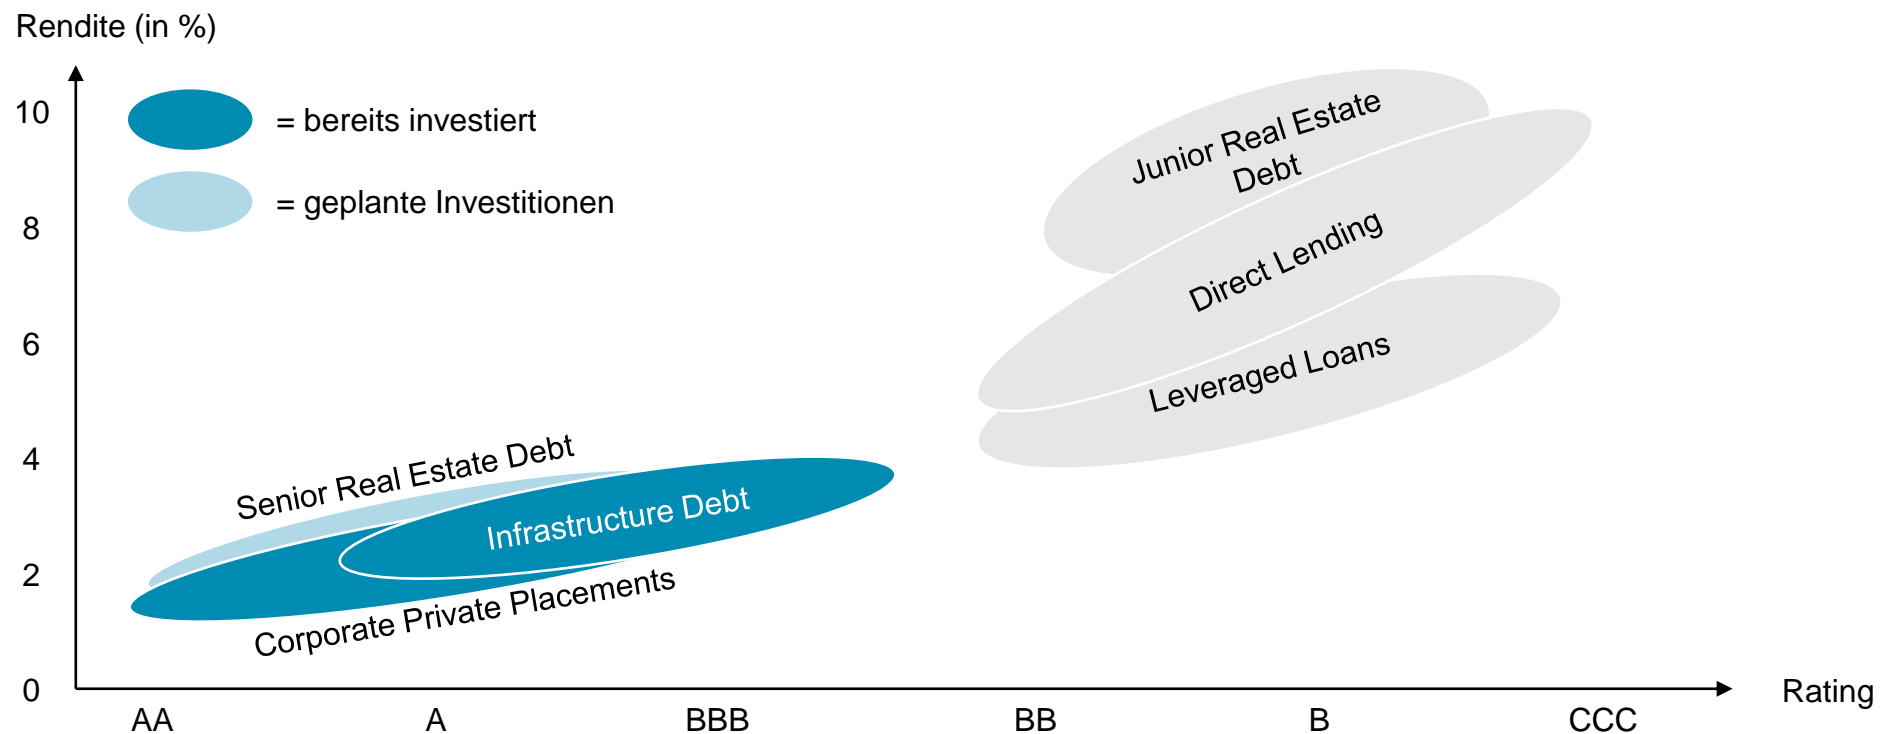 Rendite (in %)
10
8
6
4
2
0
= bereits investiert
= geplante Investitionen
Junior Real Estate
Debt
Direct Lending
Leveraged Loans
Senior Real Estate Debt
Infrastructure Debt
Corporate Private Placements
AA
A
BBB
BB
B
CCC
Rating